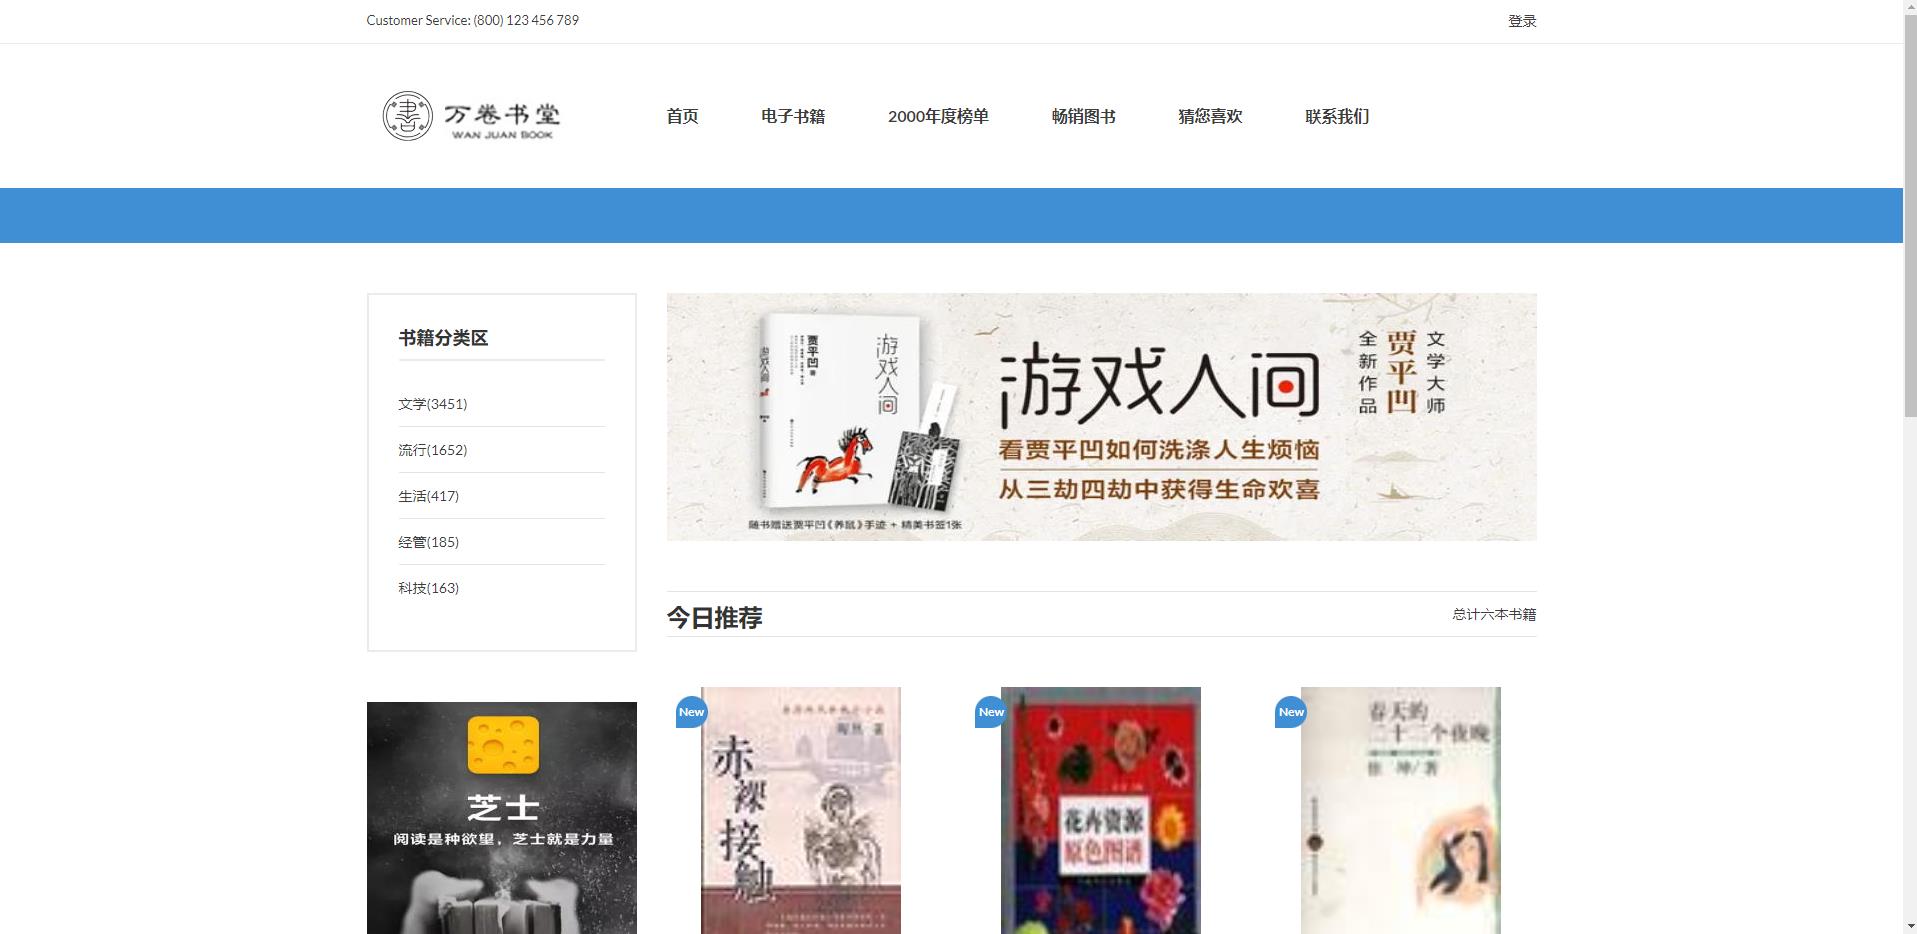 Customer Service: (800) 123 456 789
登录
万卷书堂
WAN JUAN BOOK
首页
电子书籍
2000年度榜单
畅销图书
猜您喜欢
联系我们
书籍分类区
文学(3451)
流行(1652)
生活(417)
经管(185)
科技(163)
游戏人间
贾平凹 著
游戏人间
随书赠送贾平凹《养鼠》手迹 + 精美书签1张
游戏人间
看贾平凹如何洗涤人生烦恼
从三劫四劫中获得生命欢喜
文学大师
贾平凹
全新作品
今日推荐
总计六本书籍
芝士
阅读是种欲望，芝士就是力量
New
赤裸接触
New
花卉资源
原色图谱
New
春天的
二十二个夜晚
徐坤/著